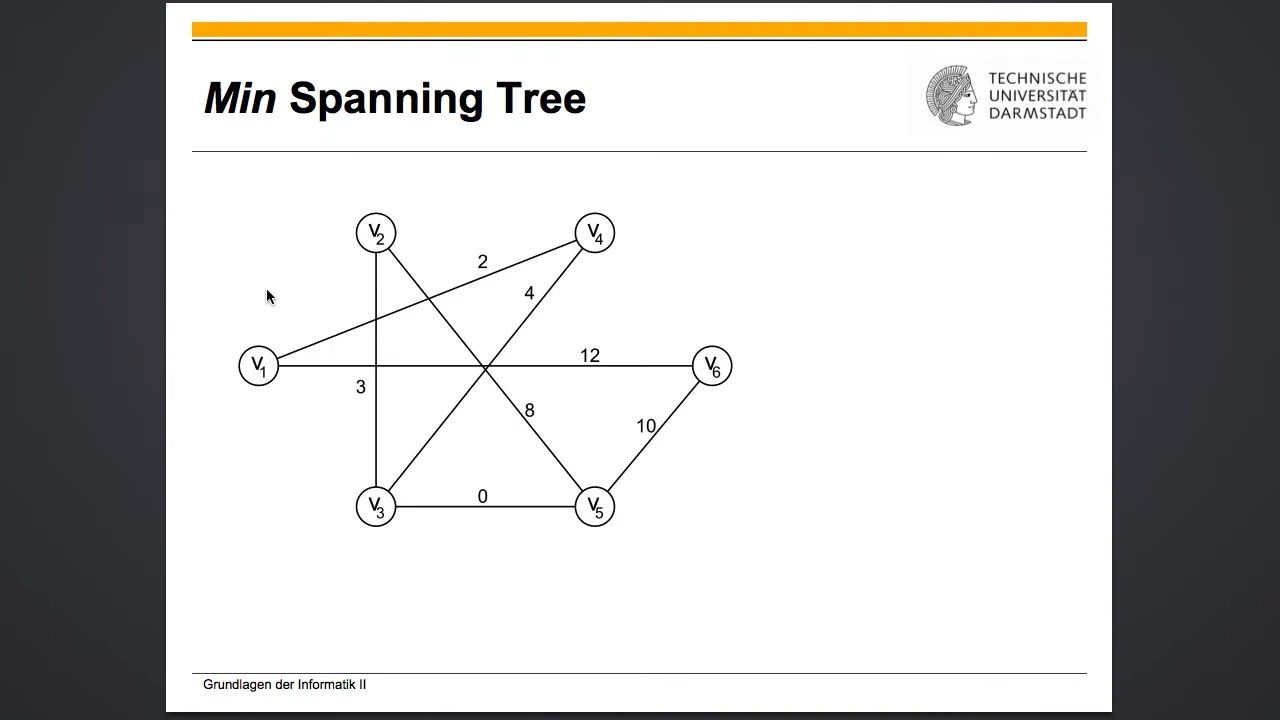 Min Spanning Tree
TECHNISCHE
UNIVERSITÄT
DARMSTADT
V2
V4
2
4
12
V1
V6
3
8
10
0
V3
V5
Grundlagen der Informatik II